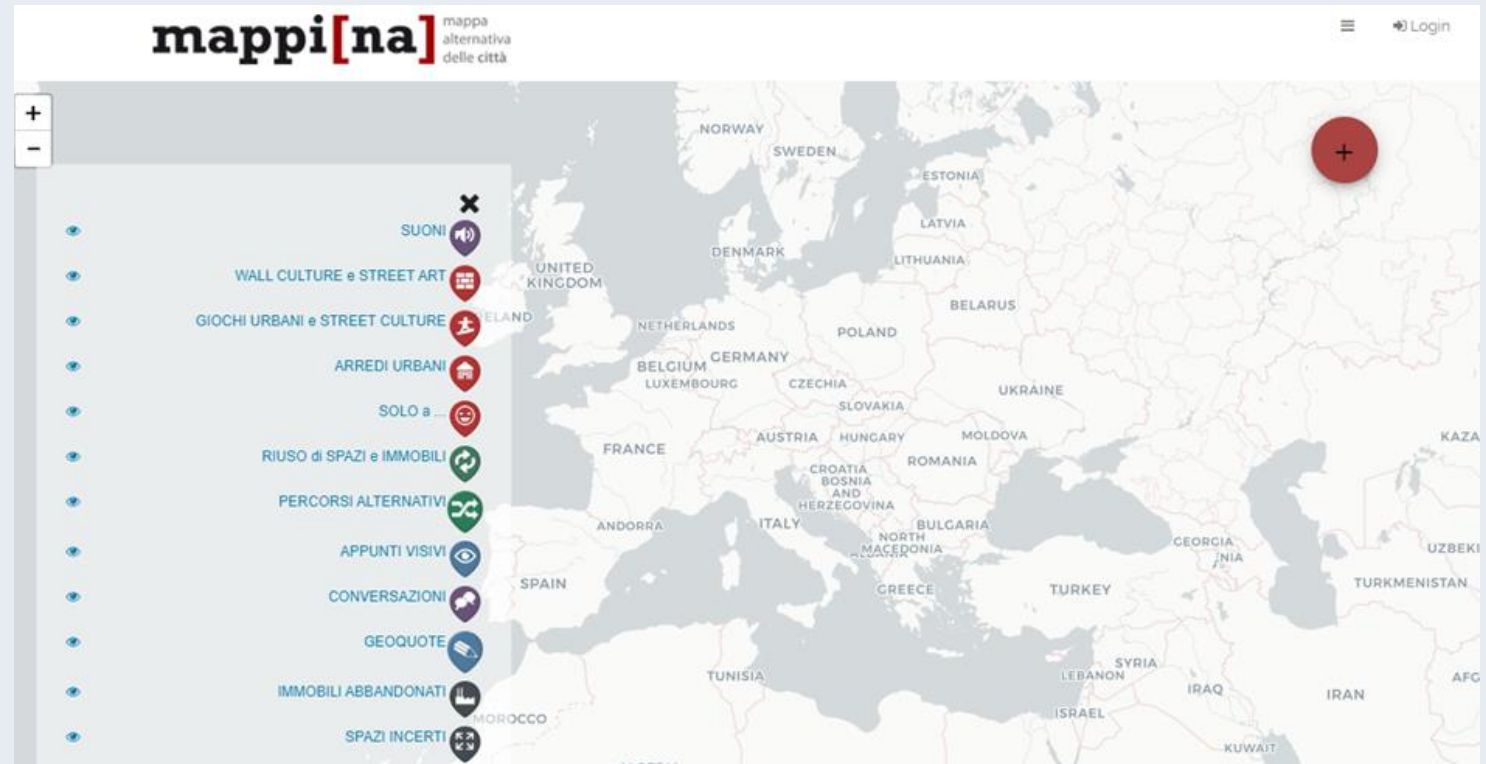 mappi[na]
mappa
alternativa
delle città
Login
+
−
+
SUONI
WALL CULTURE e STREET ART
GIOCHI URBANI e STREET CULTURE
ARREDI URBANI
SOLO a ...
RIUSO di SPAZI e IMMOBILI
PERCORSI ALTERNATIVI
APPUNTI VISIVI
CONVERSAZIONI
GEOQUOTE
IMMOBILI ABBANDONATI
SPAZI INCERTI
NORWAY
SWEDEN
ESTONIA
LATVIA
DENMARK
LITHUANIA
UNITED
KINGDOM
BELARUS
NETHERLANDS
POLAND
BELGIUM
GERMANY
LUXEMBOURG
CZECHIA
UKRAINE
SLOVAKIA
AUSTRIA
HUNGARY
MOLDOVA
KAZA
FRANCE
ROMANIA
CROATIA
BOSNIA
AND
HERZEGOVINA
ANDORRA
ITALY
BULGARIA
NORTH
MACEDONIA
GEORGIA
NIA
UZBEKI
SPAIN
GREECE
TURKEY
TURKMENISTAN
TUNISIA
SYRIA
LEBANON
IRAQ
IRAN
AFG
MOROCCO
ISRAEL
KUWAIT